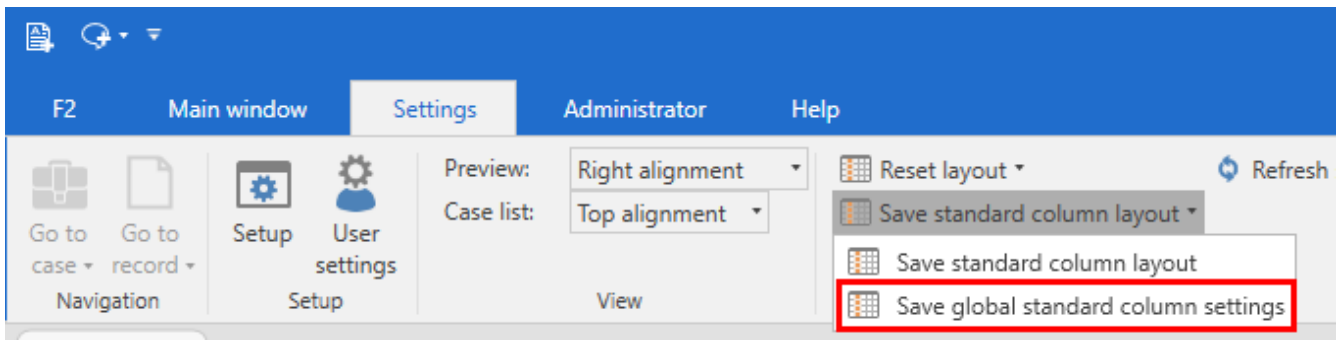 F2 Main window Settings Administrator Help
Go to case
Go to record
Navigation
Setup
User settings
Setup
Preview: Right alignment
Case list: Top alignment
View
Reset layout
Save standard column layout
Save standard column layout
Save global standard column settings
Refresh